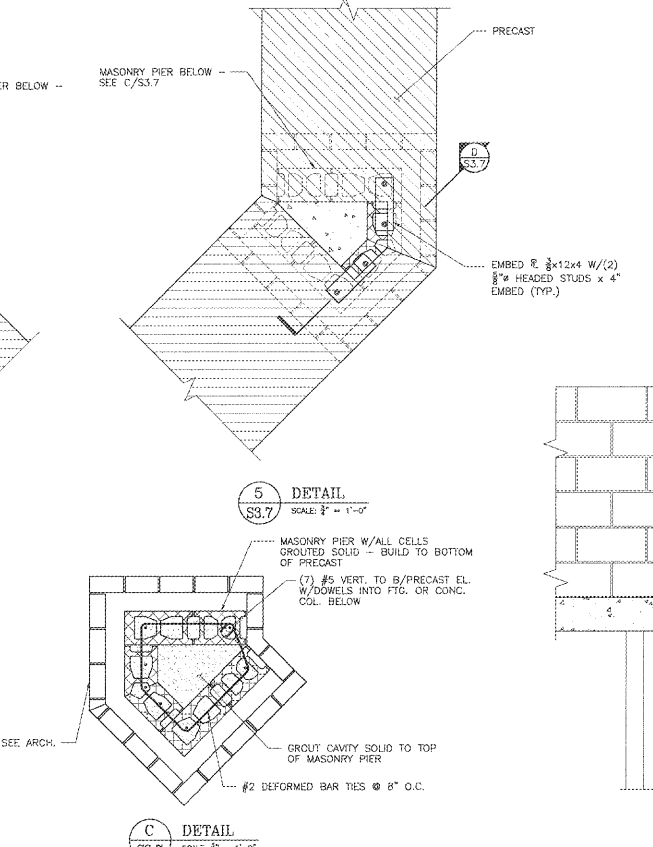 PRECAST
MASONRY PIER BELOW --
SEE C/S3.7
ER BELOW --
D
S3.7
EMBED ℄ 3/8x12x4 W/(2)
5/8"ø HEADED STUDS x 4"
EMBED (TYP.)
5
S3.7
DETAIL
SCALE: 3/4" = 1'-0"
MASONRY PIER W/ALL CELLS
GROUTED SOLID - BUILD TO BOTTOM
OF PRECAST
(7) #5 VERT. TO B/PRECAST EL.
W/DOWELS INTO FTG. OR CONC.
COL. BELOW
SEE ARCH.
GROUT CAVITY SOLID TO TOP
OF MASONRY PIER
#2 DEFORMED BAR TIES @ 8" O.C.
C
DETAIL